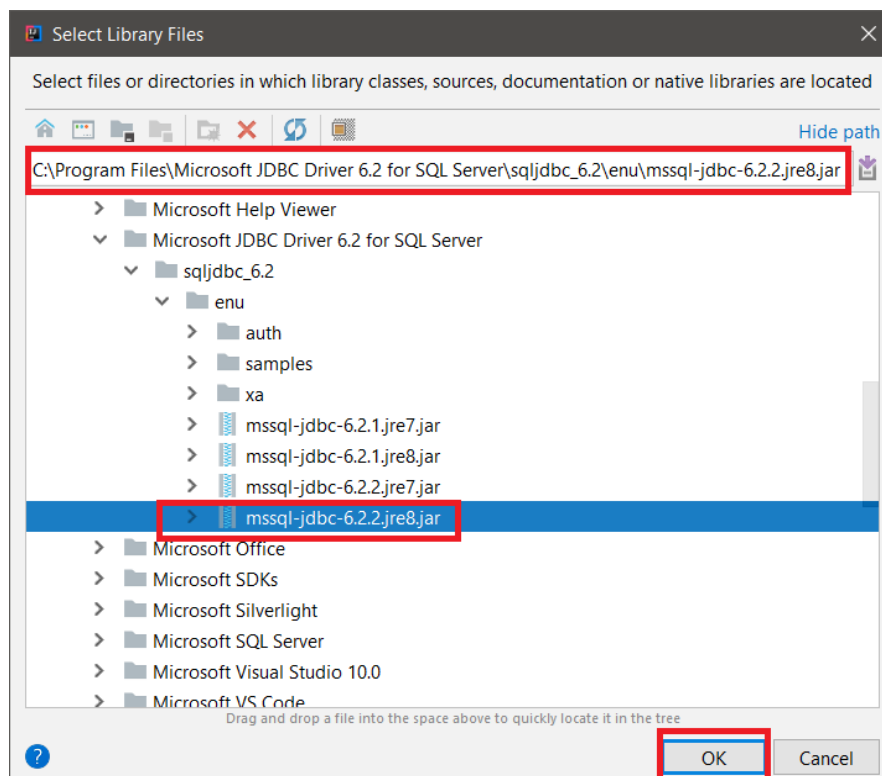 Select Library Files
Select files or directories in which library classes, sources, documentation or native libraries are located
Hide path
C:\Program Files\Microsoft JDBC Driver 6.2 for SQL Server\sqljdbc_6.2\enu\mssql-jdbc-6.2.2.jre8.jar
Microsoft Help Viewer
Microsoft JDBC Driver 6.2 for SQL Server
sqljdbc_6.2
enu
auth
samples
xa
mssql-jdbc-6.2.1.jre7.jar
mssql-jdbc-6.2.1.jre8.jar
mssql-jdbc-6.2.2.jre7.jar
mssql-jdbc-6.2.2.jre8.jar
Microsoft Office
Microsoft SDKs
Microsoft Silverlight
Microsoft SQL Server
Microsoft Visual Studio 10.0
Microsoft VS Code
Drag and drop a file into the space above to quickly locate it in the tree
? OK Cancel